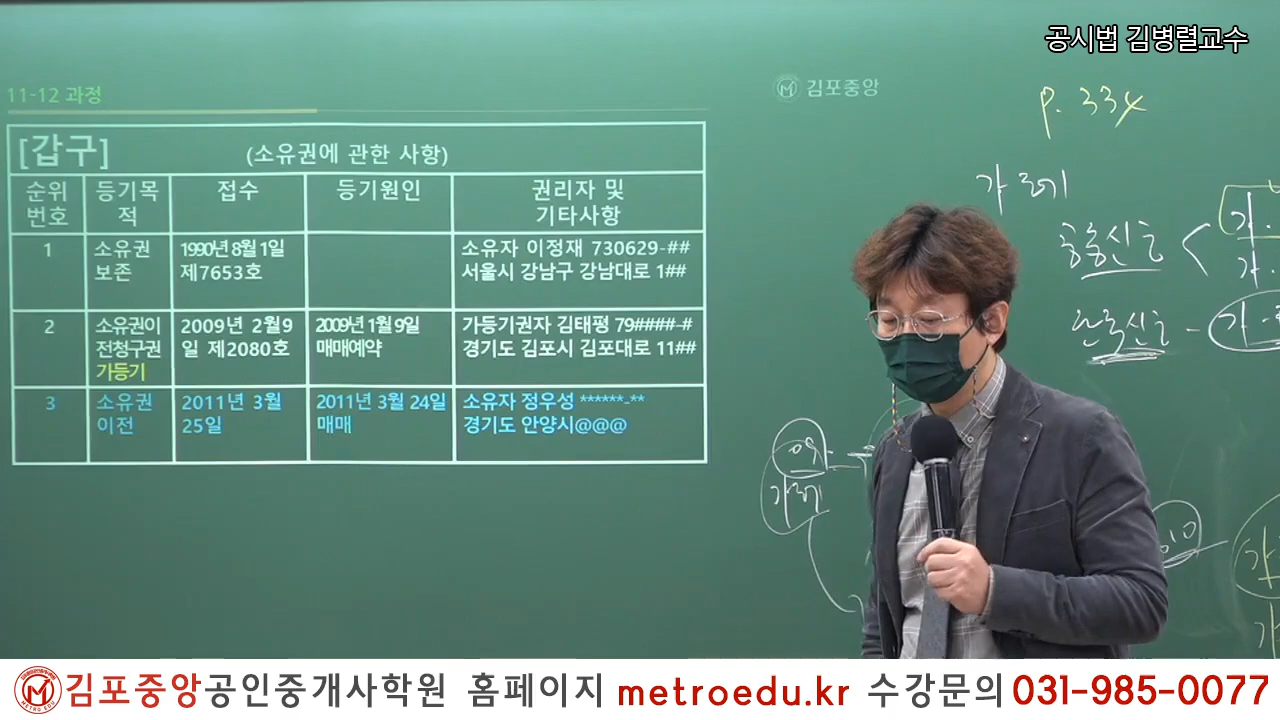 공시법 김병렬교수
11-12 과정
김포중앙
p. 334
[갑구] (소유권에 관한 사항)
순위번호 등기목적 접수 등기원인 권리자 및 기타사항
1 소유권 보존 1990년 8월 1일 제7653호 소유자 이정재 730629-## 서울시 강남구 강남대로 1##
2 소유권이전청구권 가등기 2009년 2월9일 제2080호 2009년 1월 9일 매매예약 가등기권자 김태평 79####-# 경기도 김포시 김포대로 11##
3 소유권 이전 2011년 3월 25일 2011년 3월 24일 매매 소유자 정우성 ******-** 경기도 안양시@@@
가등기
공동신청
단독신청 -
가등기
김포중앙공인중개사학원 홈페이지 metroedu.kr 수강문의 031-985-0077